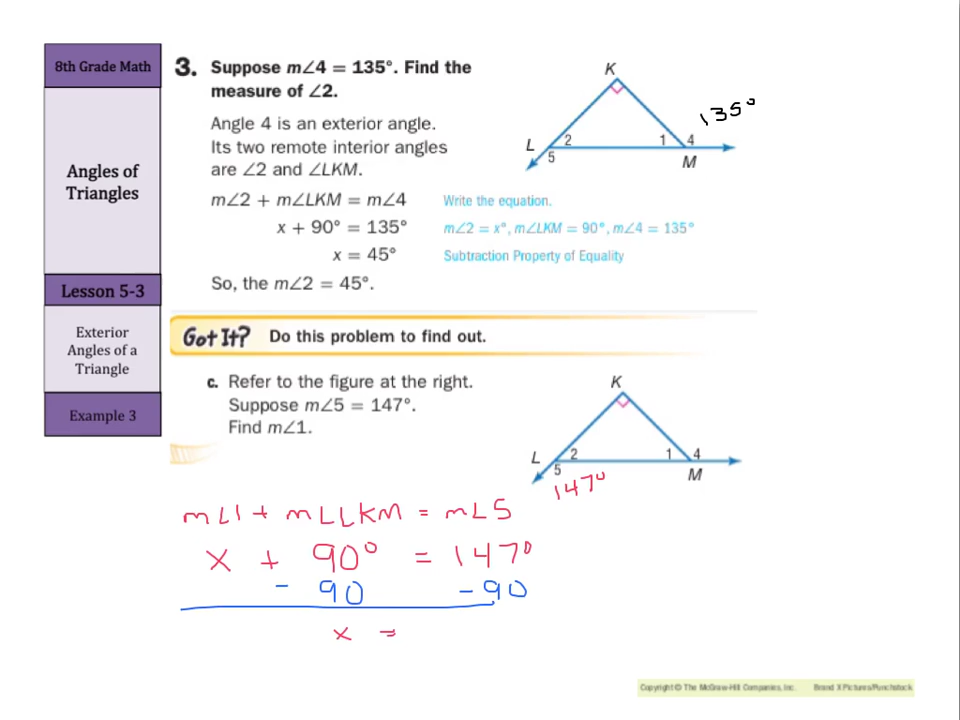 8th Grade Math
Angles of
Triangles
Lesson 5-3
Exterior
Angles of a
Triangle
Example 3
3. Suppose m∠4 = 135°. Find the
measure of ∠2.
Angle 4 is an exterior angle.
Its two remote interior angles
are ∠2 and ∠LKM.
m∠2 + m∠LKM = m∠4 Write the equation.
x + 90° = 135° m∠2 = x°, m∠LKM = 90°, m∠4 = 135°
x = 45° Subtraction Property of Equality
So, the m∠2 = 45°.
K
135°
L 2 1 4
5 M
Got It? Do this problem to find out.
c. Refer to the figure at the right.
Suppose m∠5 = 147°.
Find m∠1.
K
L 2 1 4
5 M
147°
m∠1 + m∠LKM = m∠5
x + 90° = 147°
- 90 - 90
x =
Copyright © The McGraw-Hill Companies, Inc. Brand X Pictures/Punchstock